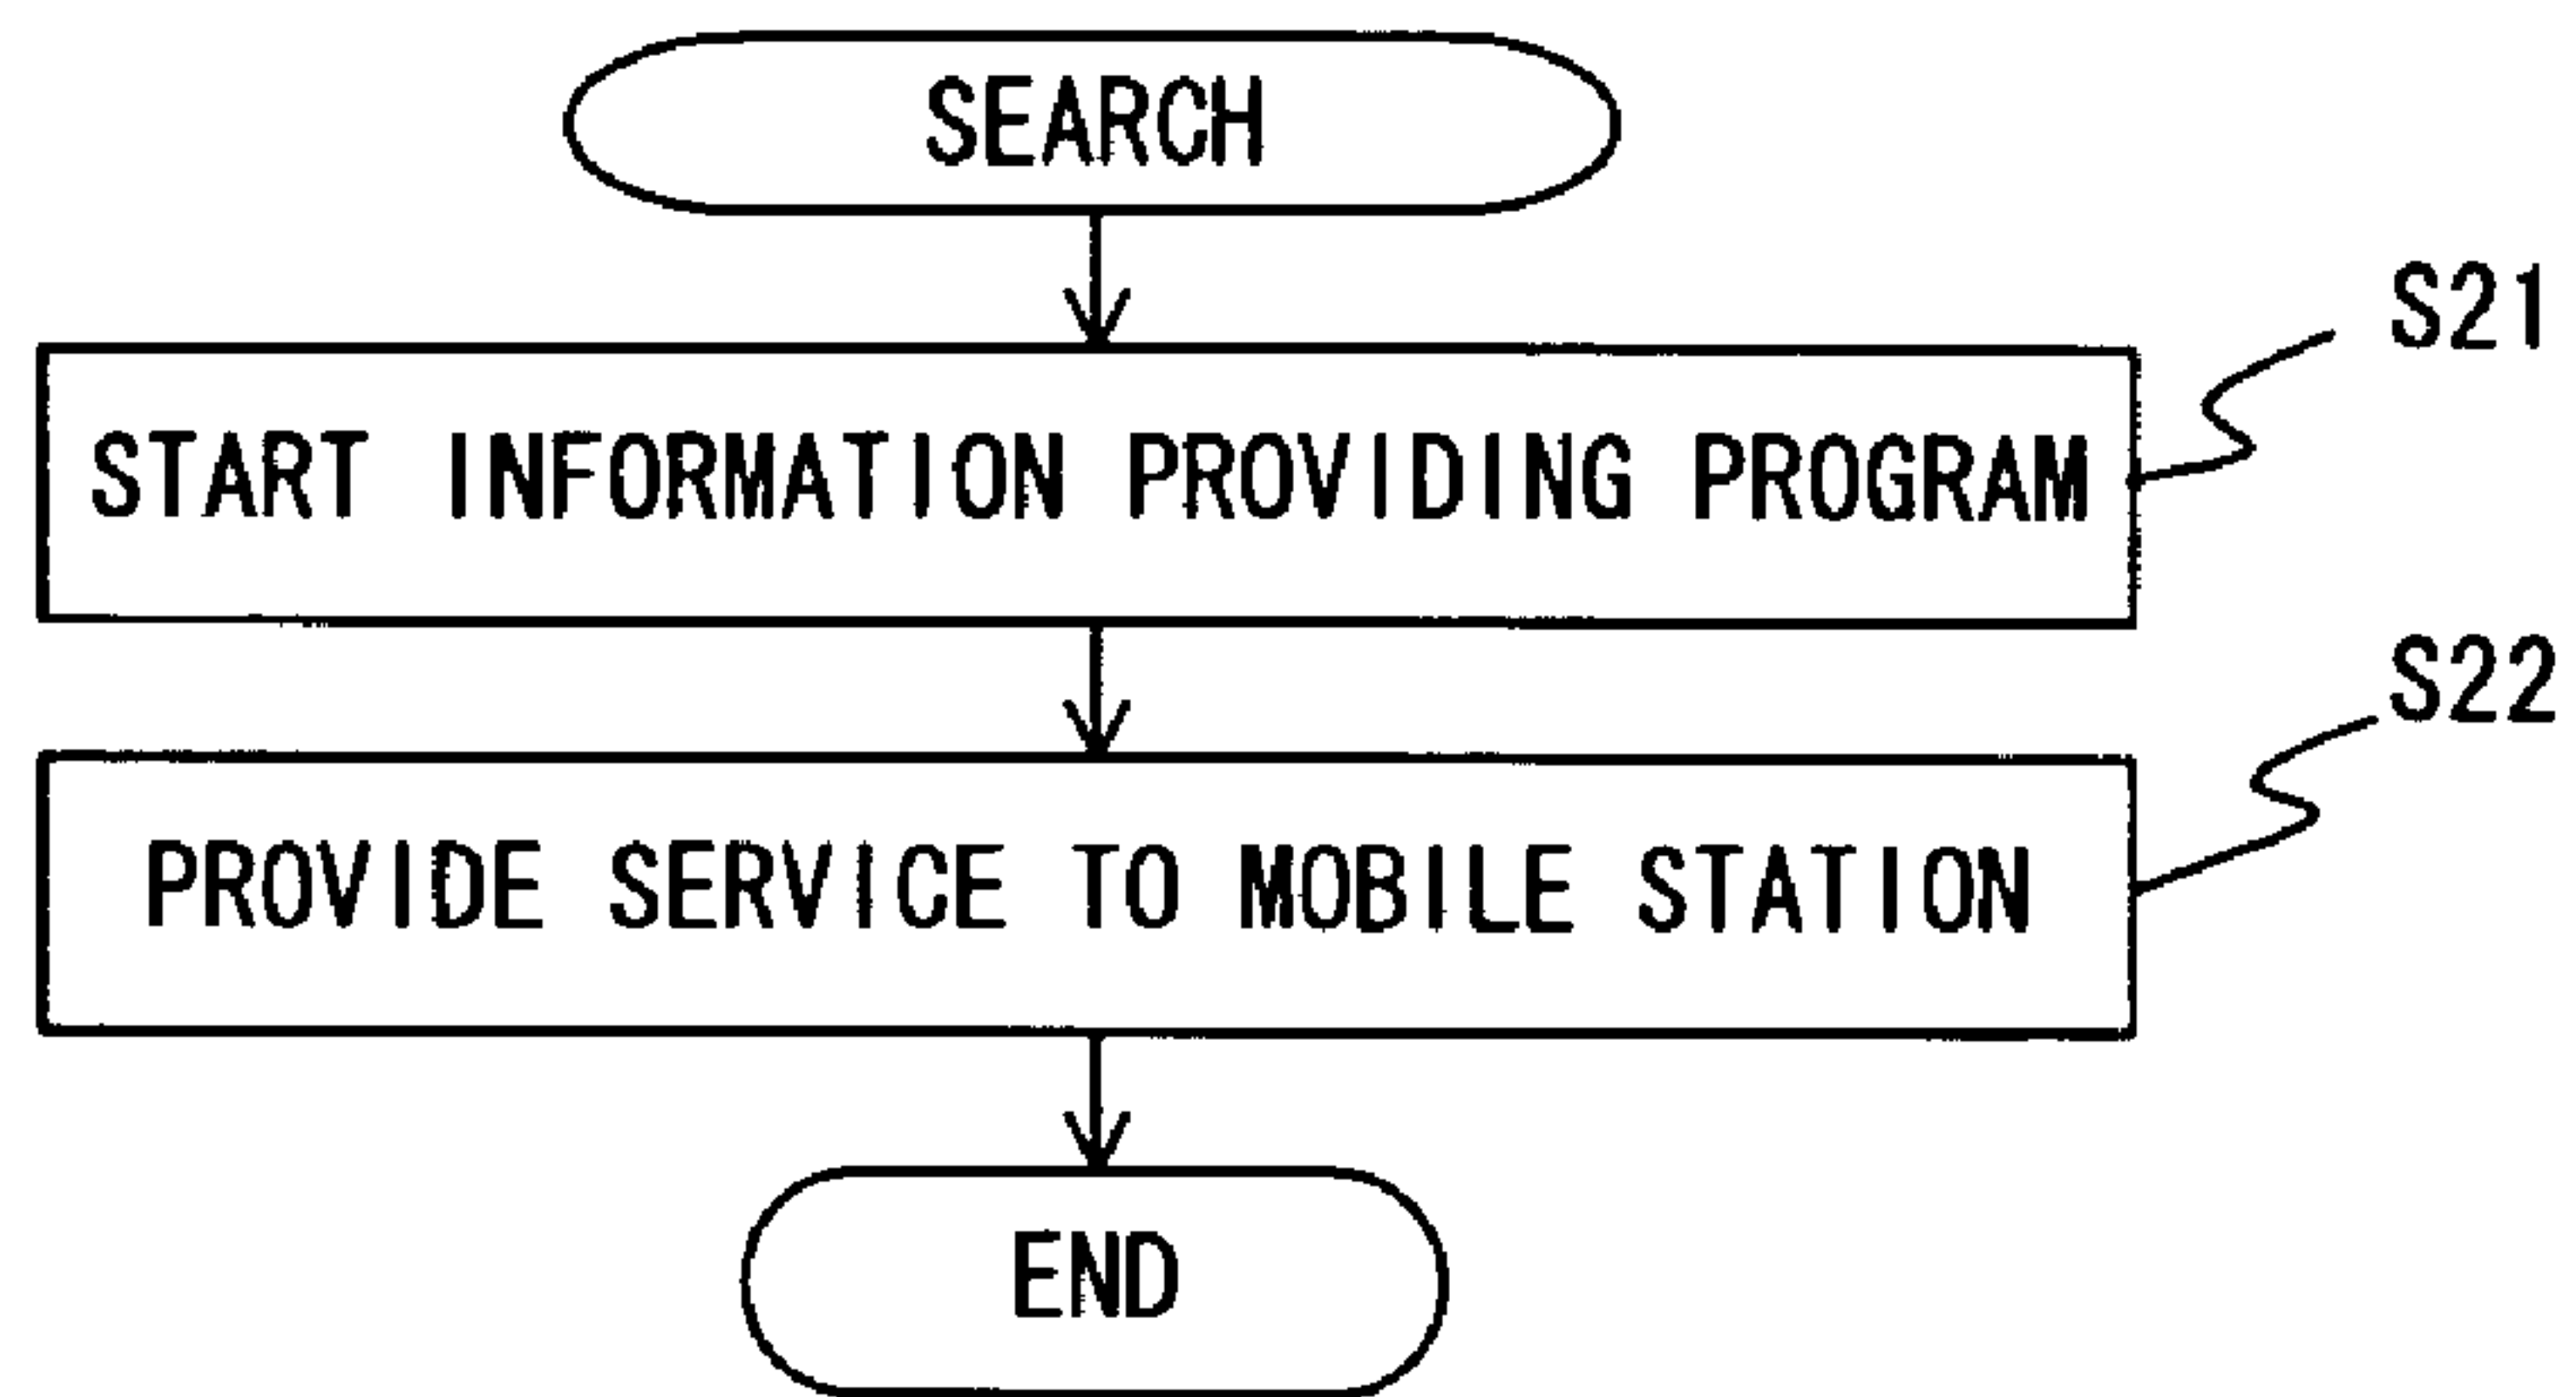 SEARCH
S21
START INFORMATION PROVIDING PROGRAM
S22
PROVIDE SERVICE TO MOBILE STATION
END